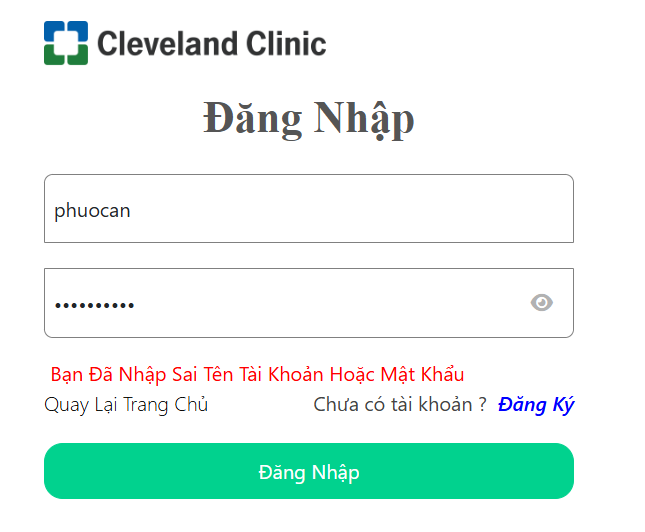 Cleveland Clinic
Đăng Nhập
phuocan
••••••••••
Bạn Đã Nhập Sai Tên Tài Khoản Hoặc Mật Khẩu
Quay Lại Trang Chủ Chưa có tài khoản ? Đăng Ký
Đăng Nhập